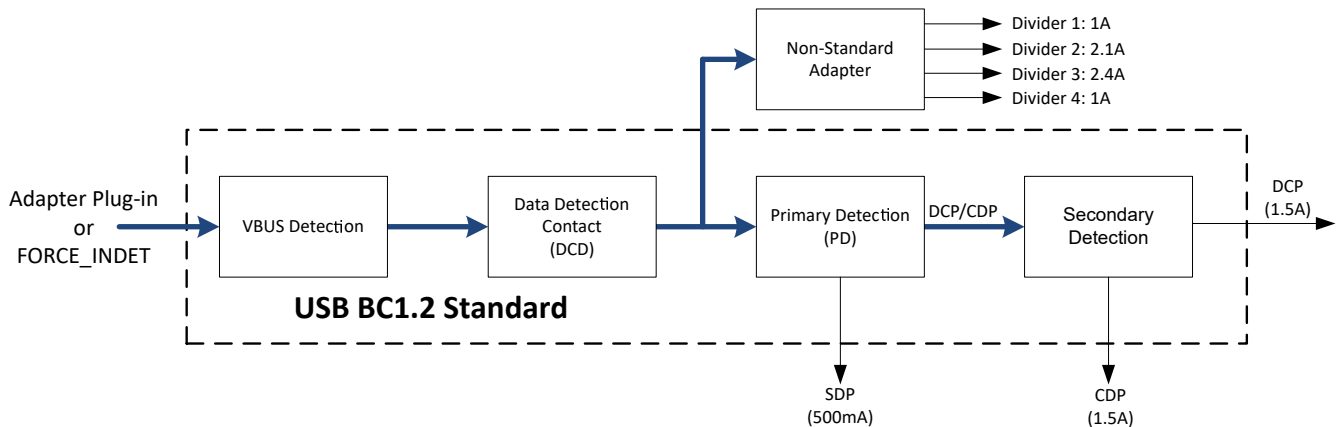 Non-Standard
Adapter
Divider 1: 1A
Divider 2: 2.1A
Divider 3: 2.4A
Divider 4: 1A
Adapter Plug-in
or
FORCE_INDET
VBUS Detection
Data Detection
Contact
(DCD)
Primary Detection
(PD)
DCP/CDP
Secondary
Detection
DCP
(1.5A)
USB BC1.2 Standard
SDP
(500mA)
CDP
(1.5A)